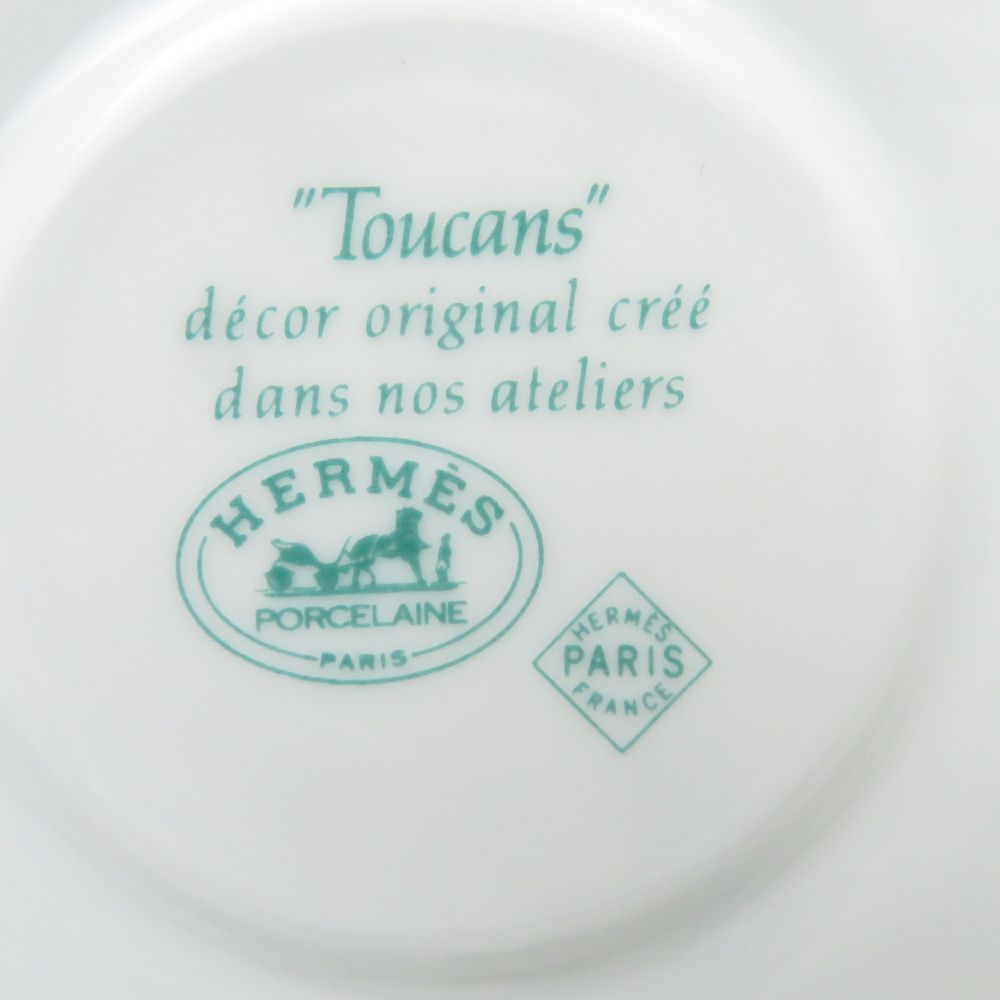 "Toucans"
décor original créé
dans nos ateliers
HERMÈS
PORCELAINE
PARIS
HERMÈS
PARIS
FRANCE